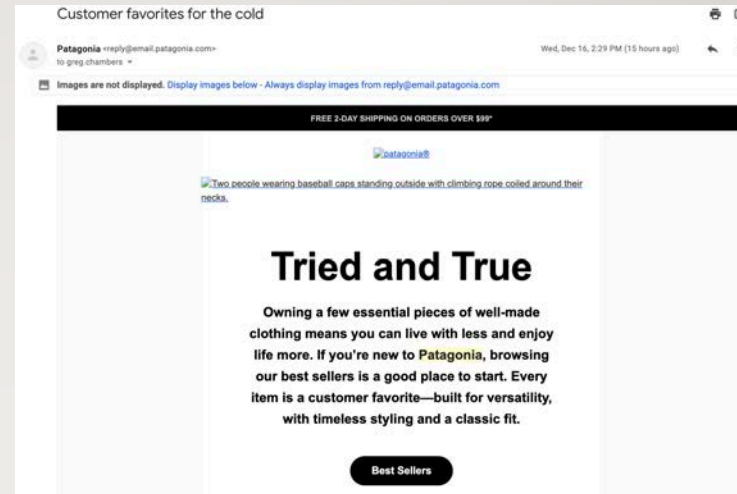 Customer favorites for the cold
Patagonia <reply@email.patagonia.com>
Wed, Dec 16, 2:29 PM (15 hours ago)
to greg.chambers
Images are not displayed. Display images below - Always display images from reply@email.patagonia.com
FREE 2-DAY SHIPPING ON ORDERS OVER $99*
patagonia®
Two people wearing baseball caps standing outside with climbing rope coiled around their
necks.
Tried and True
Owning a few essential pieces of well-made
clothing means you can live with less and enjoy
life more. If you're new to Patagonia, browsing
our best sellers is a good place to start. Every
item is a customer favorite—built for versatility,
with timeless styling and a classic fit.
Best Sellers